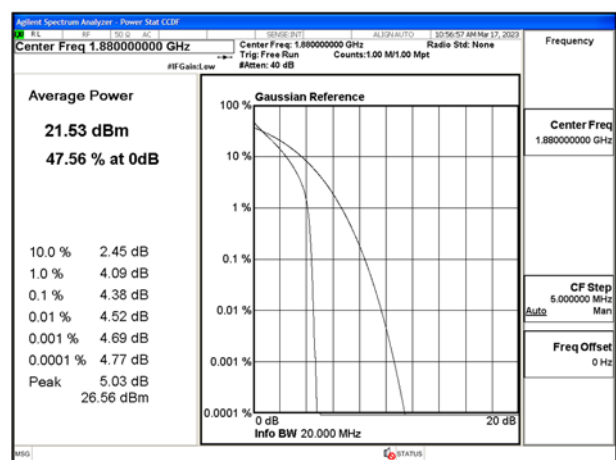 Agilent Spectrum Analyzer - Power Stat CCDF
RL RF 50 Ω AC SENSE:INT ALIGN AUTO 10:56:57 AM Mar 17, 2023
Center Freq 1.880000000 GHz
Center Freq: 1.880000000 GHz Radio Std: None
Trig: Free Run Counts:1.00 M/1.00 Mpt
#IFGain:Low #Atten: 40 dB
Frequency
Average Power
21.53 dBm
47.56 % at 0dB
10.0 % 2.45 dB
1.0 % 4.09 dB
0.1 % 4.38 dB
0.01 % 4.52 dB
0.001 % 4.69 dB
0.0001 % 4.77 dB
Peak 5.03 dB
26.56 dBm
Gaussian Reference
100 %
10 %
1 %
0.1 %
0.01 %
0.001 %
0.0001 %
0 dB 20 dB
Info BW 20.000 MHz
Center Freq
1.880000000 GHz
CF Step
5.000000 MHz
Auto Man
Freq Offset
0 Hz
MSG STATUS